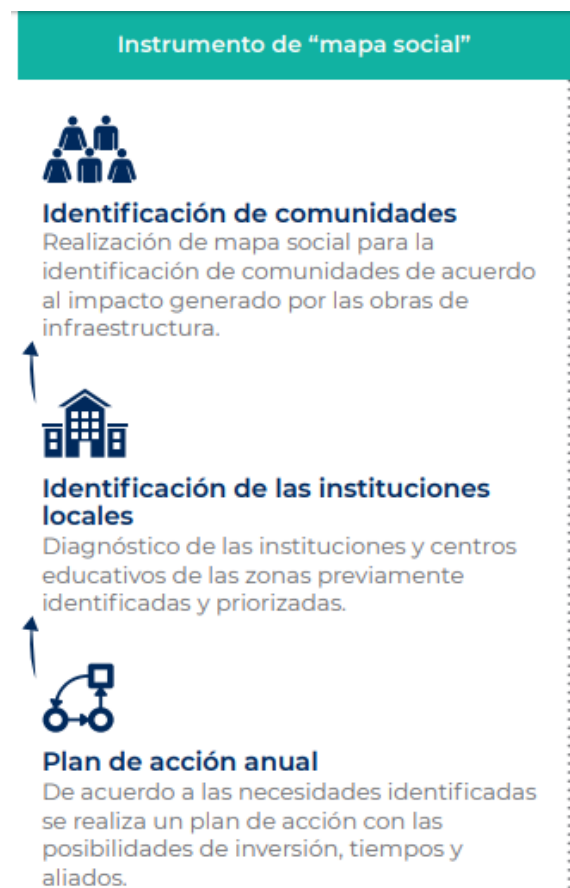 Instrumento de “mapa social”
Identificación de comunidades
Realización de mapa social para la
identificación de comunidades de acuerdo
al impacto generado por las obras de
infraestructura.
Identificación de las instituciones
locales
Diagnóstico de las instituciones y centros
educativos de las zonas previamente
identificadas y priorizadas.
Plan de acción anual
De acuerdo a las necesidades identificadas
se realiza un plan de acción con las
posibilidades de inversión, tiempos y
aliados.